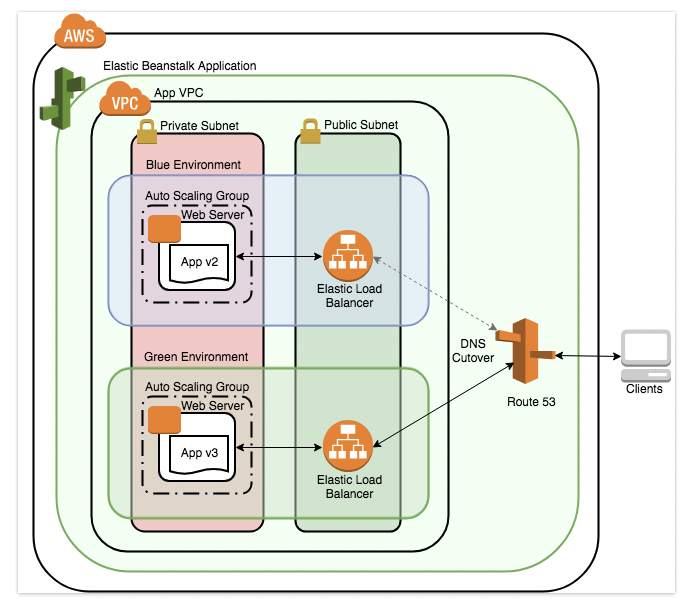 AWS
Elastic Beanstalk Application
VPC
App VPC
Private Subnet
Public Subnet
Blue Environment
Auto Scaling Group
Web Server
App v2
Elastic Load
Balancer
DNS
Cutover
Route 53
Clients
Green Environment
Auto Scaling Group
Web Server
App v3
Elastic Load
Balancer